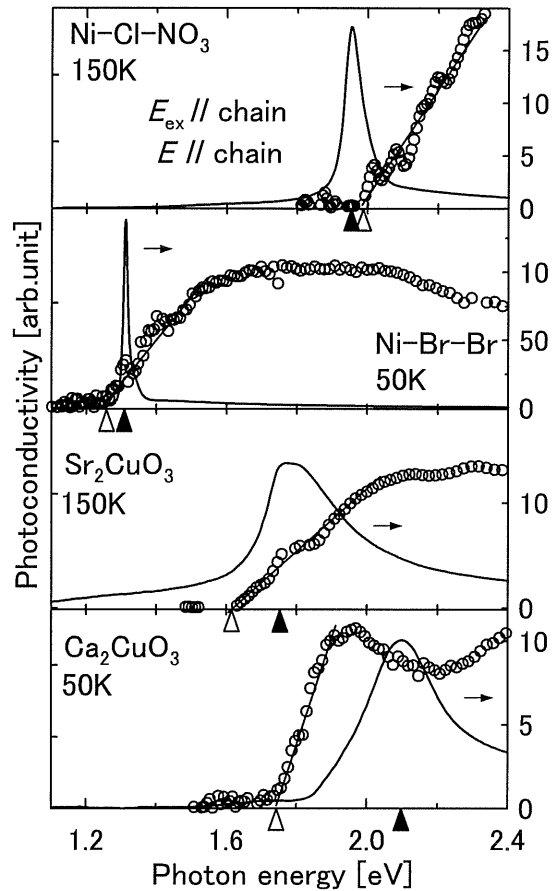 Ni-Cl-NO3
150K
Eex // chain
E // chain
15
10
5
0
Ni-Br-Br
50K
10
50
0
Sr2CuO3
150K
10
0
Ca2CuO3
50K
10
5
0
1.2 1.6 2.0 2.4
Photon energy [eV]
Photoconductivity [arb.unit]